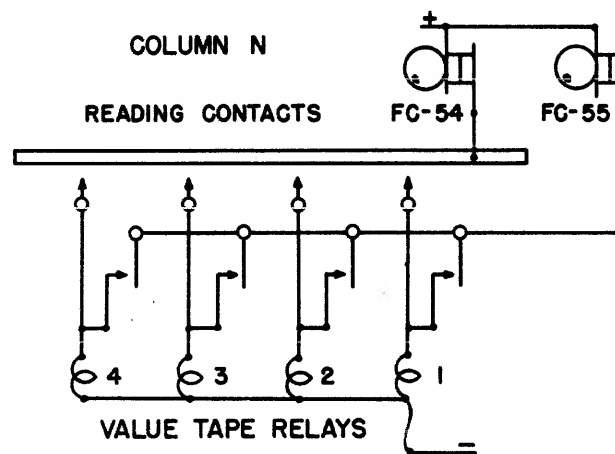 +
COLUMN N
READING CONTACTS FC-54 FC-55
4 3 2 1
VALUE TAPE RELAYS
−